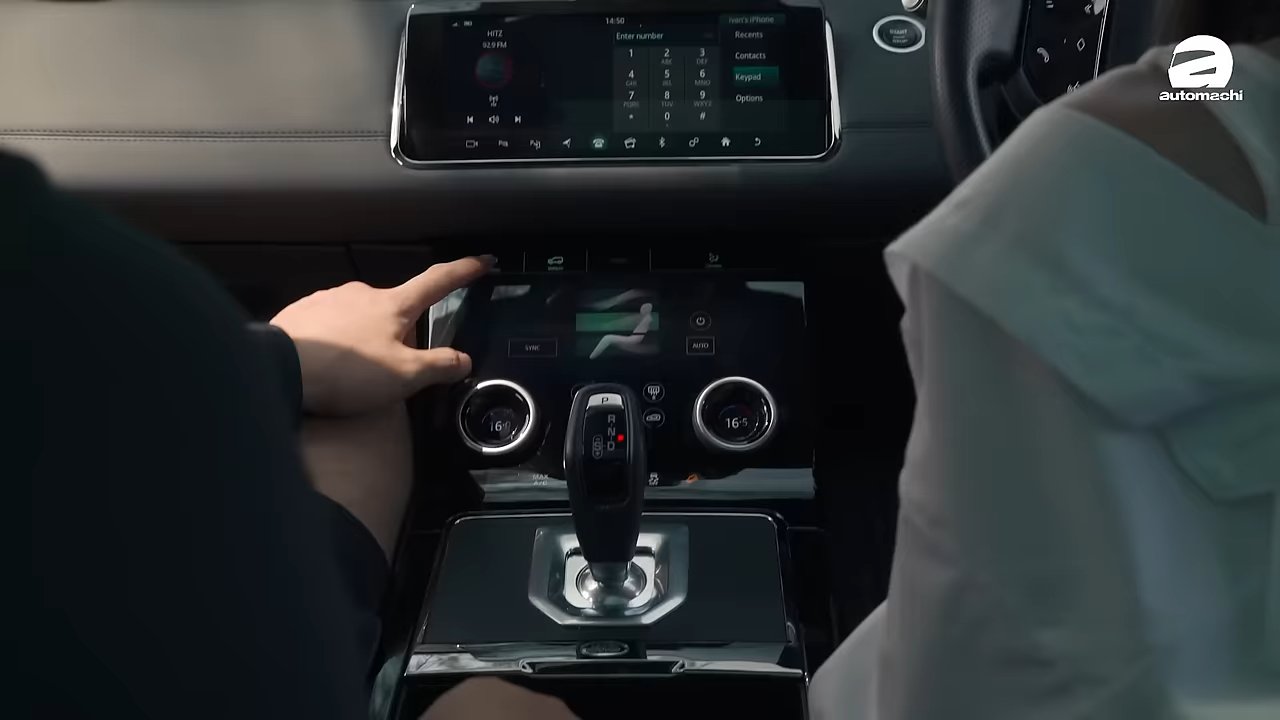 automachi
START
14:50
HITZ
92.9 FM
Enter number
1 2 3
ABC DEF
4 5 6
GHI JKL MNO
7 8 9
PQRS TUV WXYZ
* 0 #
ivan's iPhone
Recents
Contacts
Keypad
Options
SYNC
AUTO
16·5
P
R
N
D
S
MAX
A/C